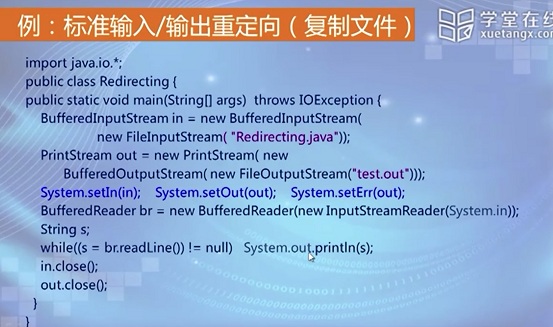 例：标准输入/输出重定向（复制文件）
学堂在线
xuetangx.com
import java.io.*;
public class Redirecting {
public static void main(String[] args)  throws IOException {
BufferedInputStream in = new BufferedInputStream(
new FileInputStream( "Redirecting.java"));
PrintStream out = new PrintStream( new
BufferedOutputStream( new FileOutputStream("test.out")));
System.setIn(in);    System.setOut(out);    System.setErr(out);
BufferedReader br = new BufferedReader(new InputStreamReader(System.in));
String s;
while((s = br.readLine()) != null)   System.out.println(s);
in.close();
out.close();
}
}